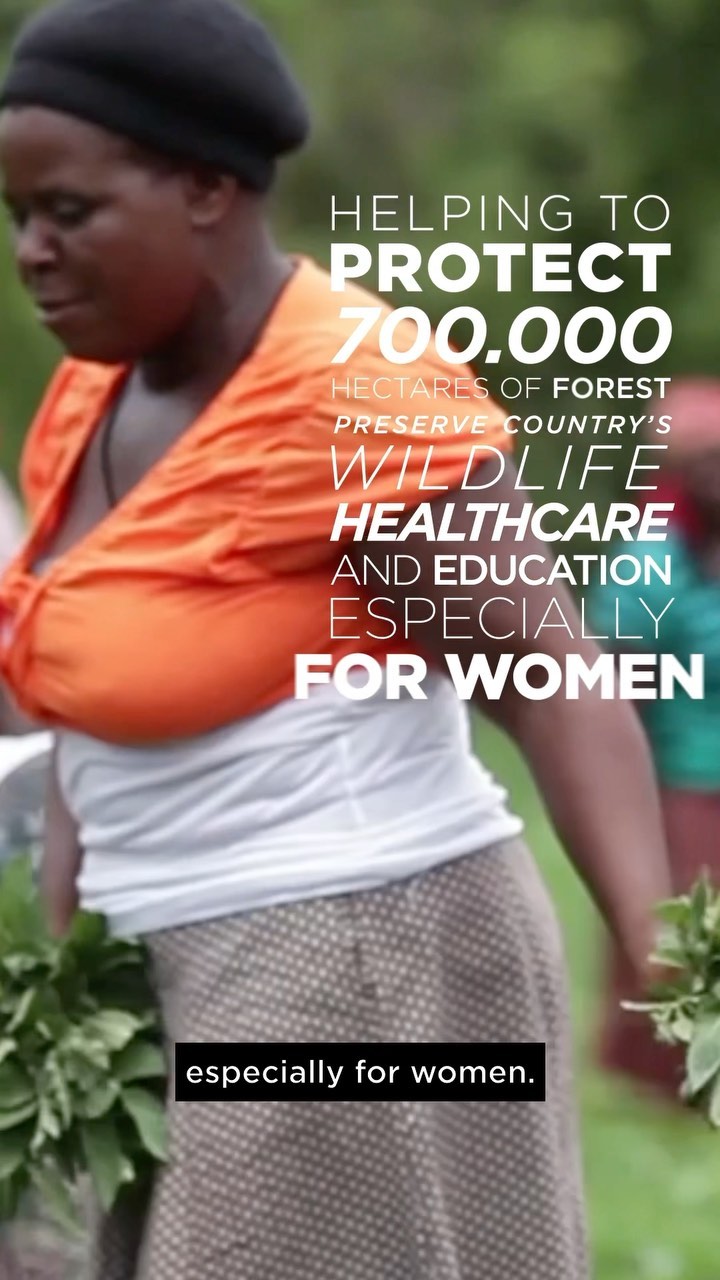 HELPING TO
PROTECT
700.000
HECTARES OF FOREST
PRESERVE COUNTRY'S
WILDLIFE
HEALTHCARE
AND EDUCATION
ESPECIALLY
FOR WOMEN
especially for women.